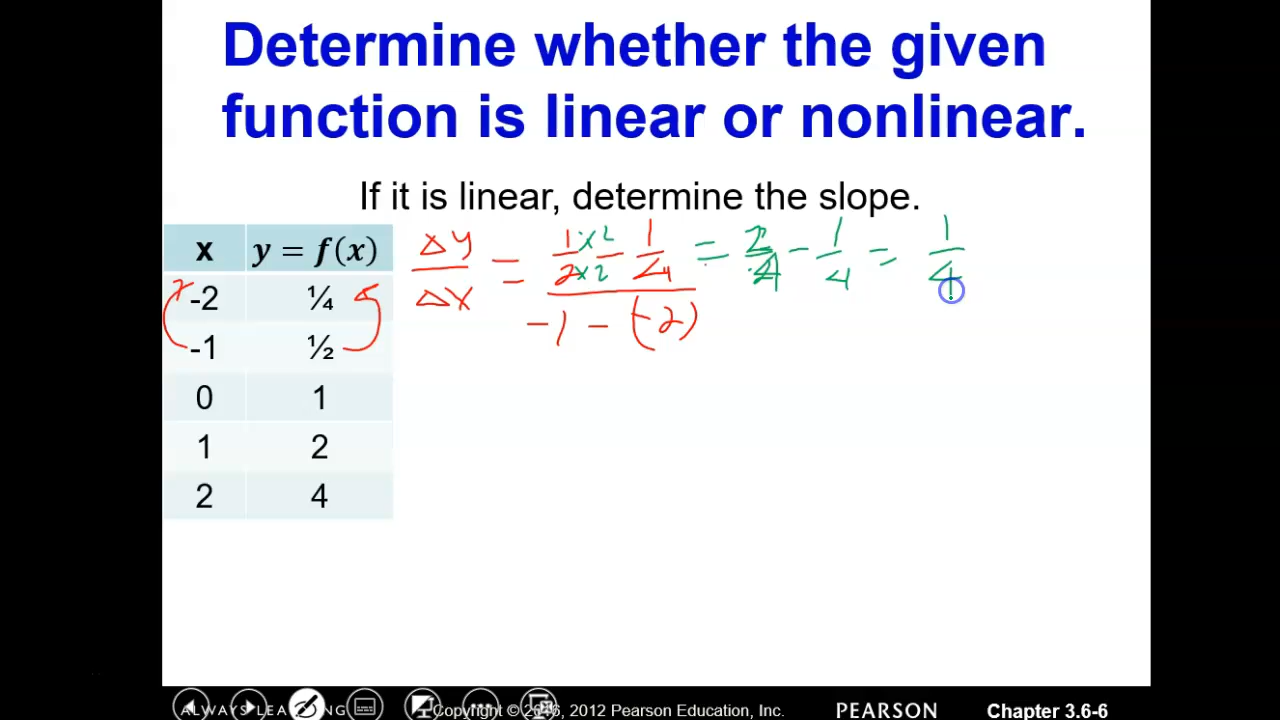 Determine whether the given
function is linear or nonlinear.
If it is linear, determine the slope.
x y = f(x)
-2 ¼
-1 ½
0 1
1 2
2 4
Δy/Δx = (1/2 ×2/×2 − 1/4)/(−1 − (−2)) = 2/4 − 1/4 = 1/4
ALWAYS LEARNING
Copyright © 2012 Pearson Education, Inc.
PEARSON
Chapter 3.6-6